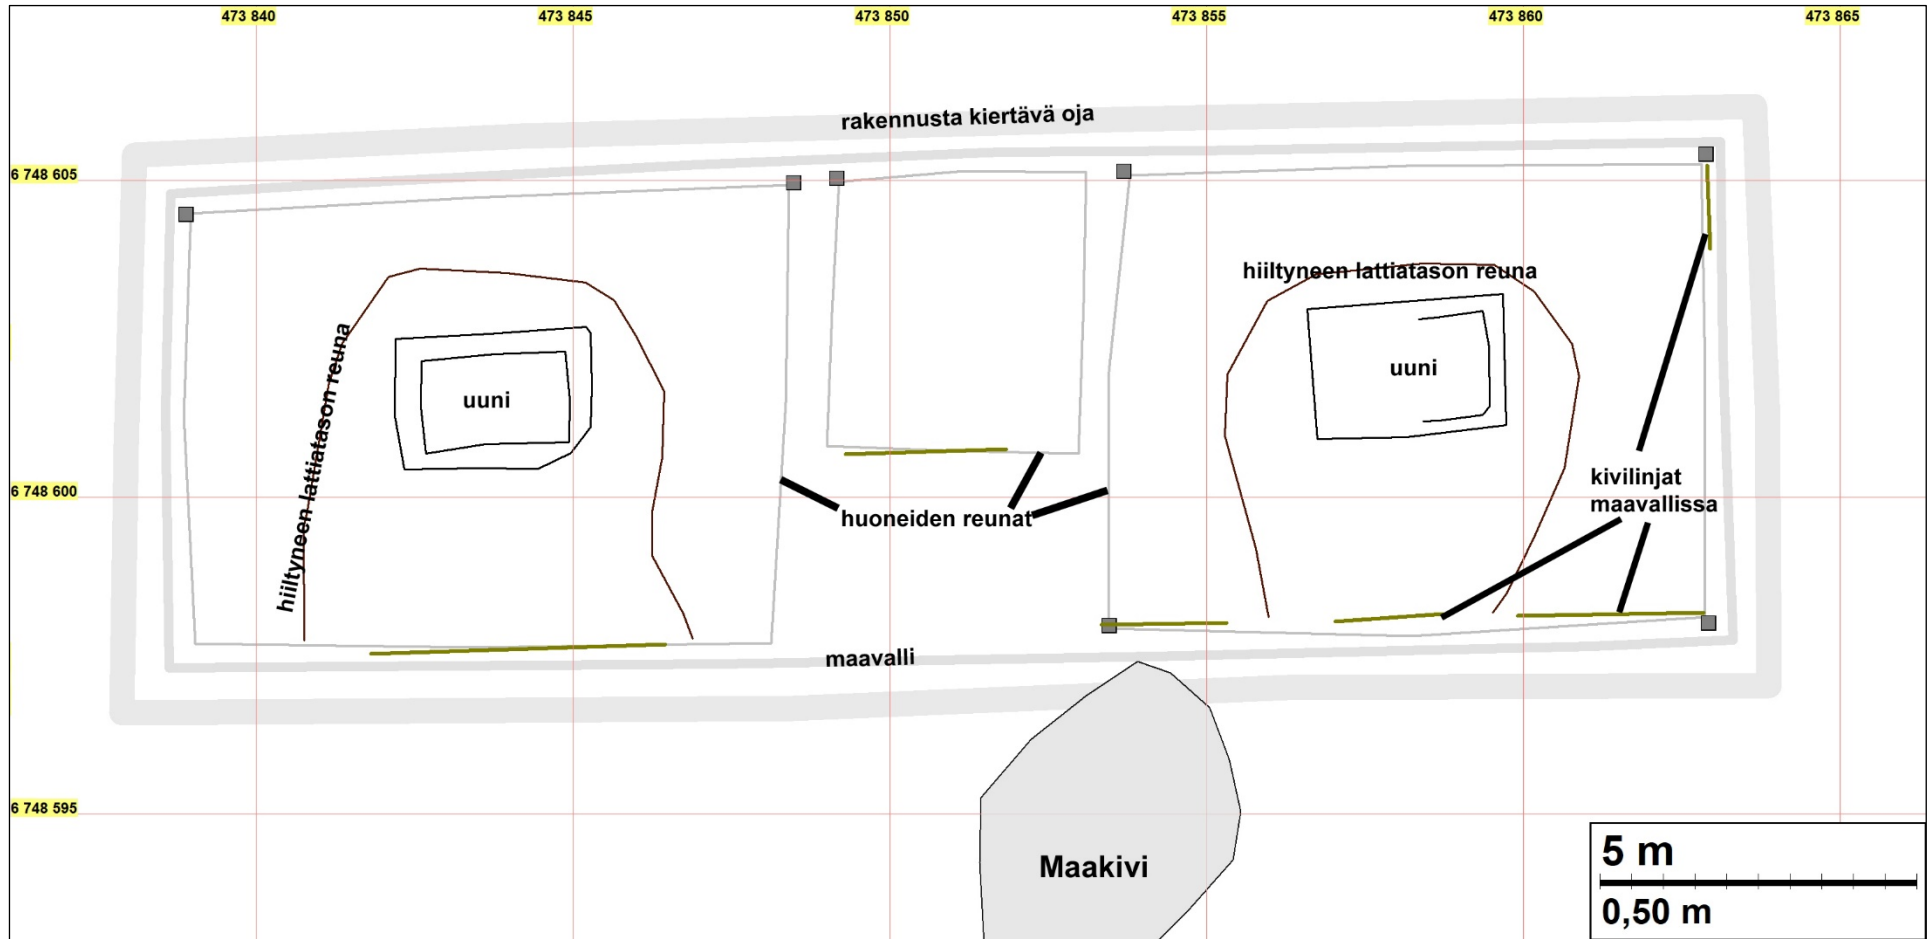 473 840
473 845
473 850
473 855
473 860
473 865
rakennusta kiertävä oja
6 748 605
hiiltyneen lattiatason reuna
hiiltyneen lattiatason reuna
uuni
uuni
kivilinjat
maavallissa
6 748 600
huoneiden reunat
maavalli
6 748 595
Maakivi
5 m
0,50 m